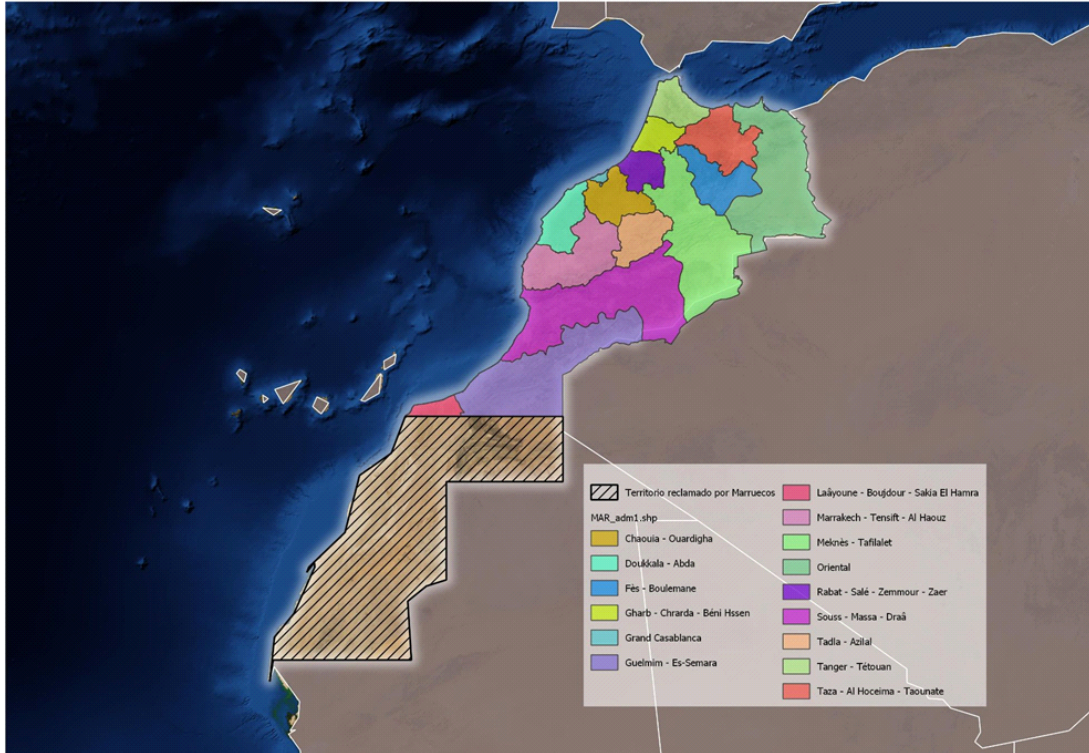 Territorio reclamado por Marruecos
MAR_adm1.shp
Chaouia - Ouardigha
Doukkala - Abda
Fès - Boulemane
Gharb - Chrarda - Béni Hssen
Grand Casablanca
Guelmim - Es-Semara
Laâyoune - Boujdour - Sakia El Hamra
Marrakech - Tensift - Al Haouz
Meknès - Tafilalet
Oriental
Rabat - Salé - Zemmour - Zaer
Souss - Massa - Draâ
Tadla - Azilal
Tanger - Tétouan
Taza - Al Hoceima - Taounate